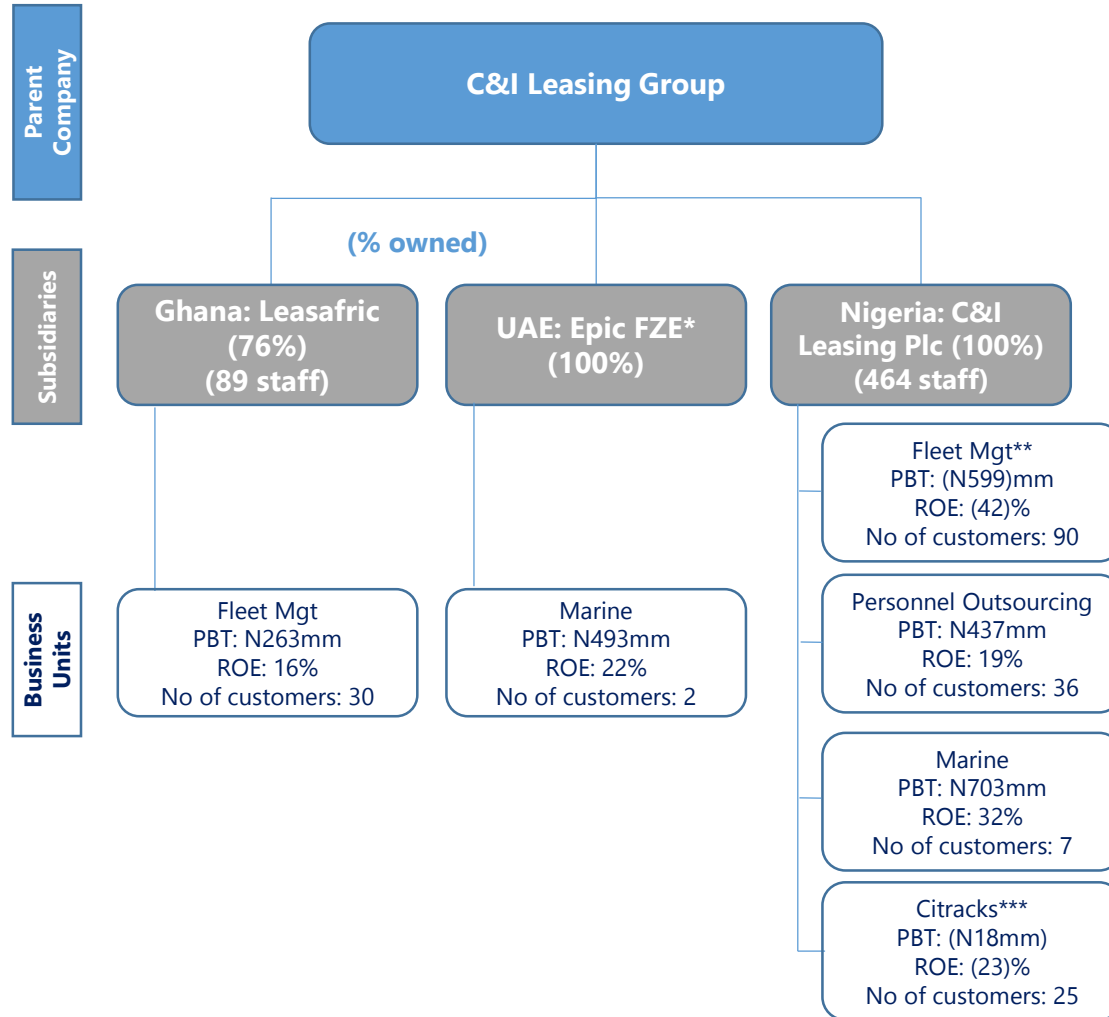 Parent
Company
C&I Leasing Group
(% owned)
Subsidiaries
Ghana: Leasafric
(76%)
(89 staff)
UAE: Epic FZE*
(100%)
Nigeria: C&I
Leasing Plc (100%)
(464 staff)
Business
Units
Fleet Mgt
PBT: N263mm
ROE: 16%
No of customers: 30
Marine
PBT: N493mm
ROE: 22%
No of customers: 2
Fleet Mgt**
PBT: (N599)mm
ROE: (42)%
No of customers: 90
Personnel Outsourcing
PBT: N437mm
ROE: 19%
No of customers: 36
Marine
PBT: N703mm
ROE: 32%
No of customers: 7
Citracks***
PBT: (N18mm)
ROE: (23)%
No of customers: 25